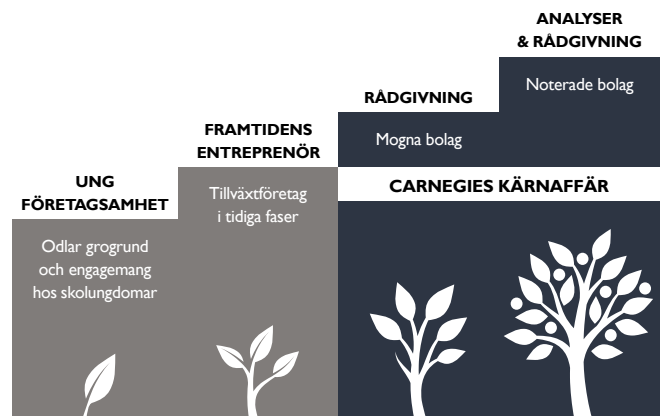 UNG
FÖRETAGSAMHET
Odlar grogrund
och engagemang
hos skolungdomar
FRAMTIDENS
ENTREPRENÖR
Tillväxtföretag
i tidiga faser
RÅDGIVNING
Mogna bolag
ANALYSER
& RÅDGIVNING
Noterade bolag
CARNEGIES KÄRNAFFÄR